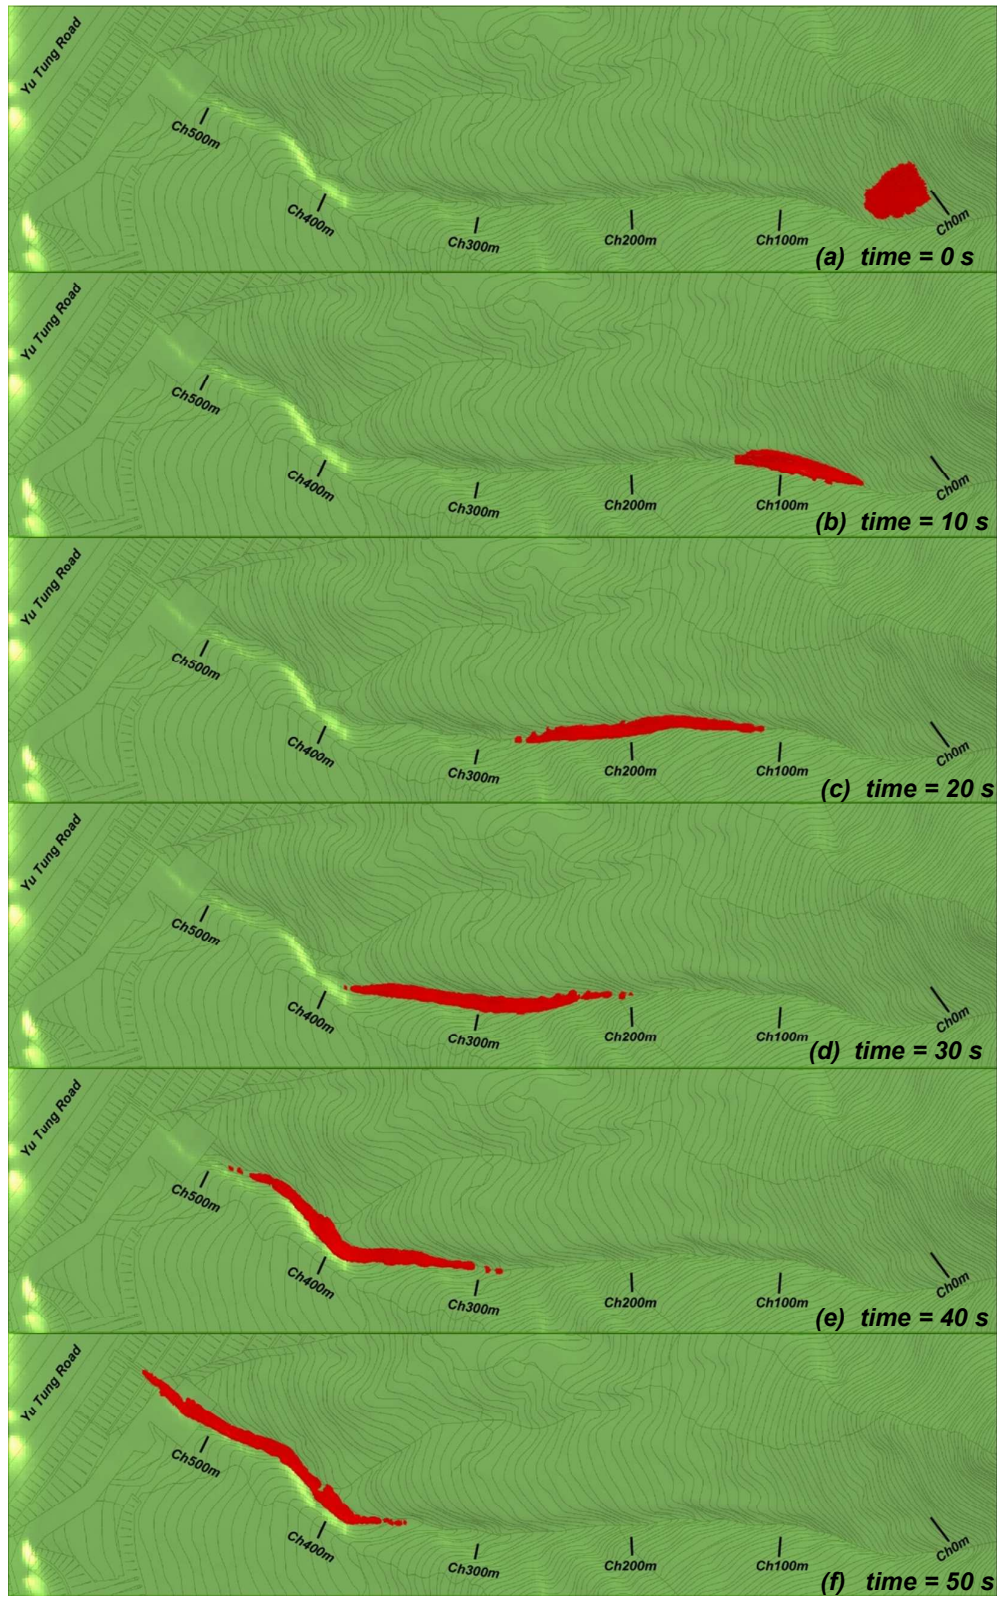 Yu Tung Road
Ch500m
Ch400m
Ch300m
Ch200m
Ch100m
Ch0m
(a) time = 0 s
Yu Tung Road
Ch500m
Ch400m
Ch300m
Ch200m
Ch100m
Ch0m
(b) time = 10 s
Yu Tung Road
Ch500m
Ch400m
Ch300m
Ch200m
Ch100m
Ch0m
(c) time = 20 s
Yu Tung Road
Ch500m
Ch400m
Ch300m
Ch200m
Ch100m
Ch0m
(d) time = 30 s
Yu Tung Road
Ch500m
Ch400m
Ch300m
Ch200m
Ch100m
Ch0m
(e) time = 40 s
Yu Tung Road
Ch500m
Ch400m
Ch300m
Ch200m
Ch100m
Ch0m
(f) time = 50 s